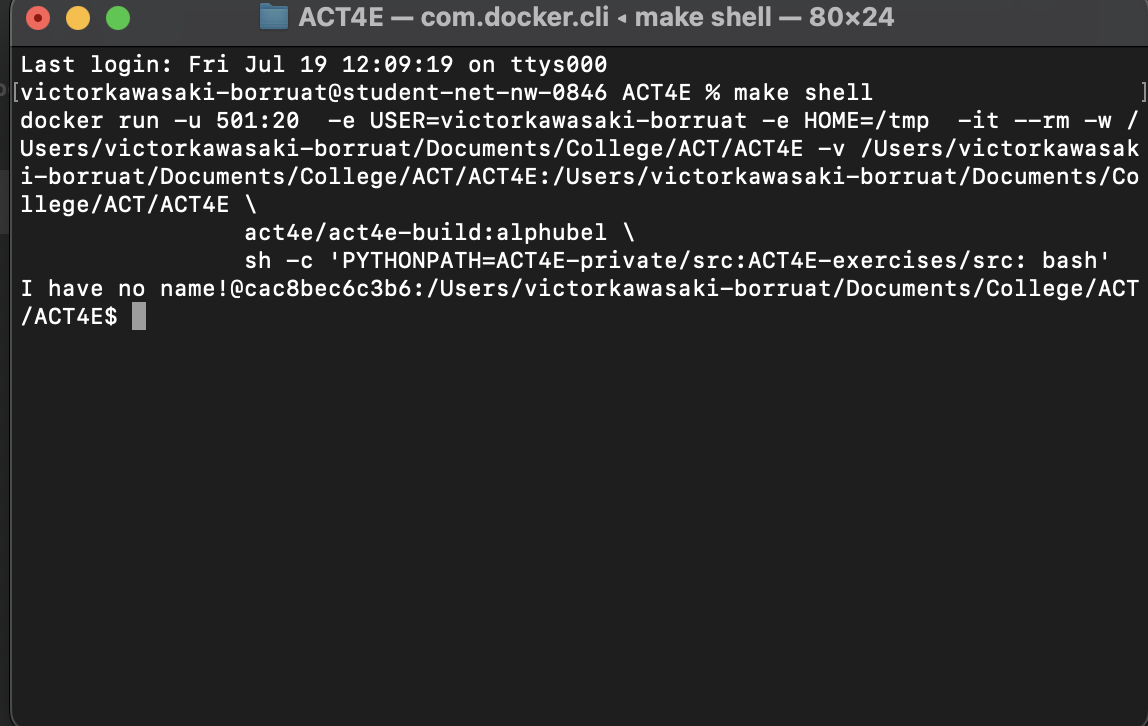 ACT4E — com.docker.cli ◂ make shell — 80×24
Last login: Fri Jul 19 12:09:19 on ttys000
[victorkawasaki-borruat@student-net-nw-0846 ACT4E % make shell ]
docker run -u 501:20  -e USER=victorkawasaki-borruat -e HOME=/tmp  -it --rm -w /
Users/victorkawasaki-borruat/Documents/College/ACT/ACT4E -v /Users/victorkawasak
i-borruat/Documents/College/ACT/ACT4E:/Users/victorkawasaki-borruat/Documents/Co
llege/ACT/ACT4E \
                act4e/act4e-build:alphubel \
                sh -c 'PYTHONPATH=ACT4E-private/src:ACT4E-exercises/src: bash'
I have no name!@cac8bec6c3b6:/Users/victorkawasaki-borruat/Documents/College/ACT
/ACT4E$